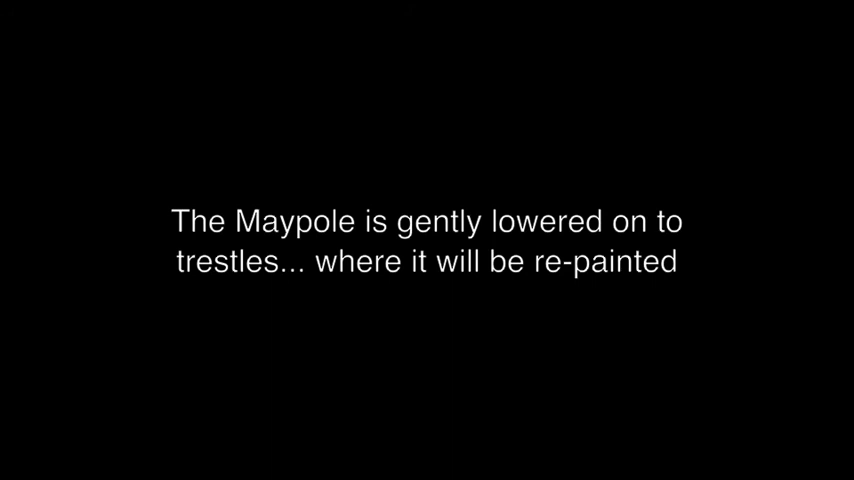 The Maypole is gently lowered on to
trestles... where it will be re-painted